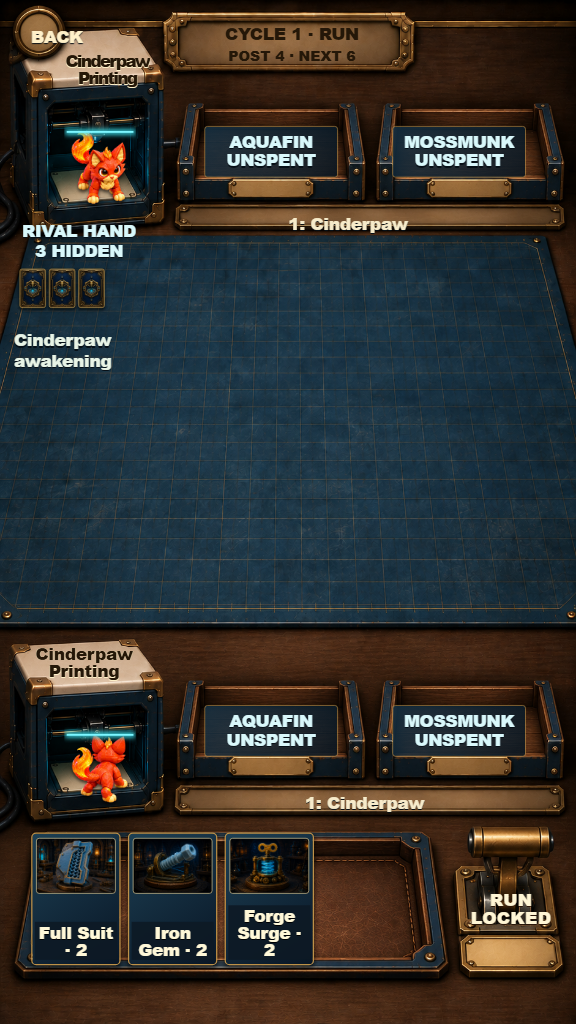 BACK
CYCLE 1 · RUN
POST 4 · NEXT 6
Cinderpaw
Printing
AQUAFIN
UNSPENT
MOSSMUNK
UNSPENT
1: Cinderpaw
RIVAL HAND
3 HIDDEN
Cinderpaw
awakening
Cinderpaw
Printing
AQUAFIN
UNSPENT
MOSSMUNK
UNSPENT
1: Cinderpaw
Full Suit
· 2
Iron
Gem · 2
Forge
Surge ·
2
RUN
LOCKED